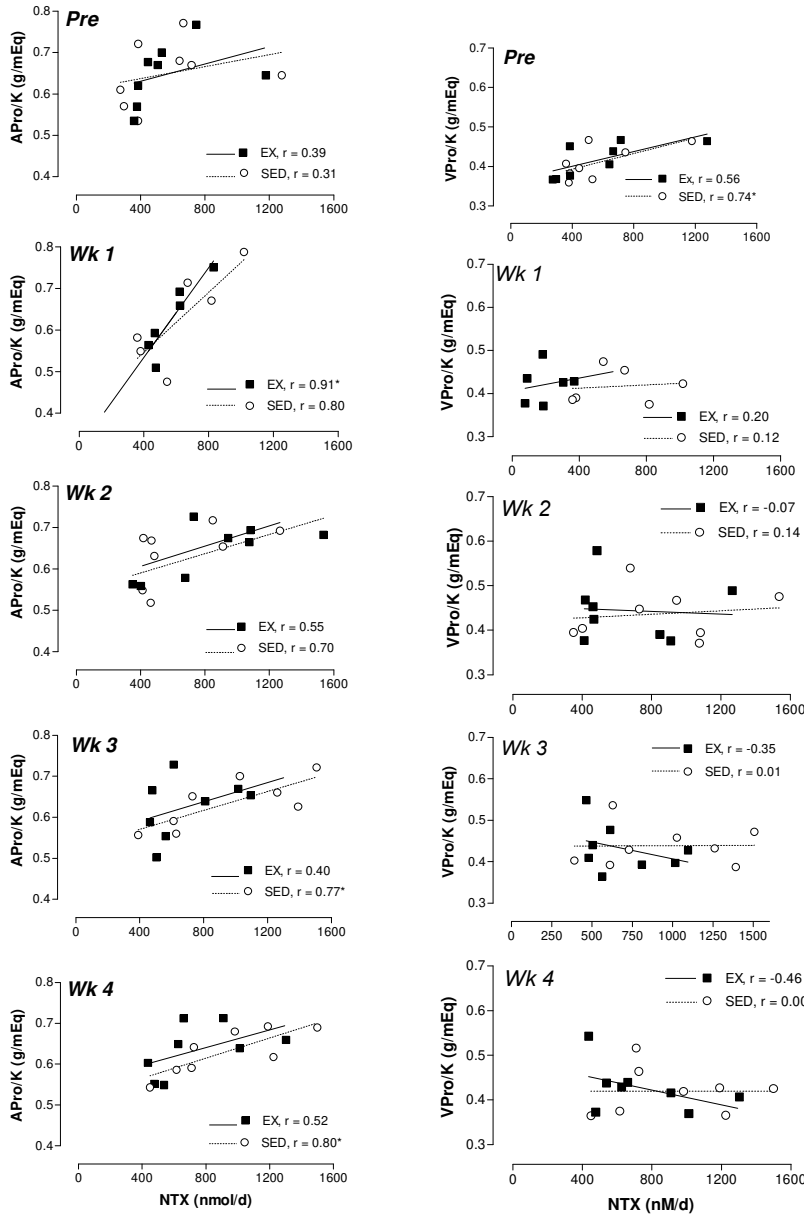 Pre
APro/K (g/mEq)
0.8
0.7
0.6
0.5
0.4
EX, r = 0.39
SED, r = 0.31
400 800 1200 1600
Wk 1
APro/K (g/mEq)
0.8
0.7
0.6
0.5
0.4
EX, r = 0.91*
SED, r = 0.80
400 800 1200 1600
Wk 2
APro/K (g/mEq)
0.8
0.7
0.6
0.5
0.4
EX, r = 0.55
SED, r = 0.70
400 800 1200 1600
Wk 3
APro/K (g/mEq)
0.8
0.7
0.6
0.5
0.4
EX, r = 0.40
SED, r = 0.77*
400 800 1200 1600
Wk 4
APro/K (g/mEq)
0.8
0.7
0.6
0.5
0.4
EX, r = 0.52
SED, r = 0.80*
400 800 1200 1600
NTX (nmol/d)
Pre
VPro/K (g/mEq)
0.7
0.6
0.5
0.4
0.3
Ex, r = 0.56
SED, r = 0.74*
0 400 800 1200 1600
Wk 1
VPro/K (g/mEq)
0.7
0.6
0.5
0.4
0.3
EX, r = 0.20
SED, r = 0.12
0 400 800 1200 1600
Wk 2
VPro/K (g/mEq)
0.7
0.6
0.5
0.4
0.3
EX, r = -0.07
SED, r = 0.14
0 400 800 1200 1600
Wk 3
VPro/K (g/mEq)
0.7
0.6
0.5
0.4
0.3
EX, r = -0.35
SED, r = 0.01
0 250 500 750 1000 1250 1500
Wk 4
VPro/K (g/mEq)
0.7
0.6
0.5
0.4
0.3
EX, r = -0.46
SED, r = 0.00
0 400 800 1200 1600
NTX (nM/d)